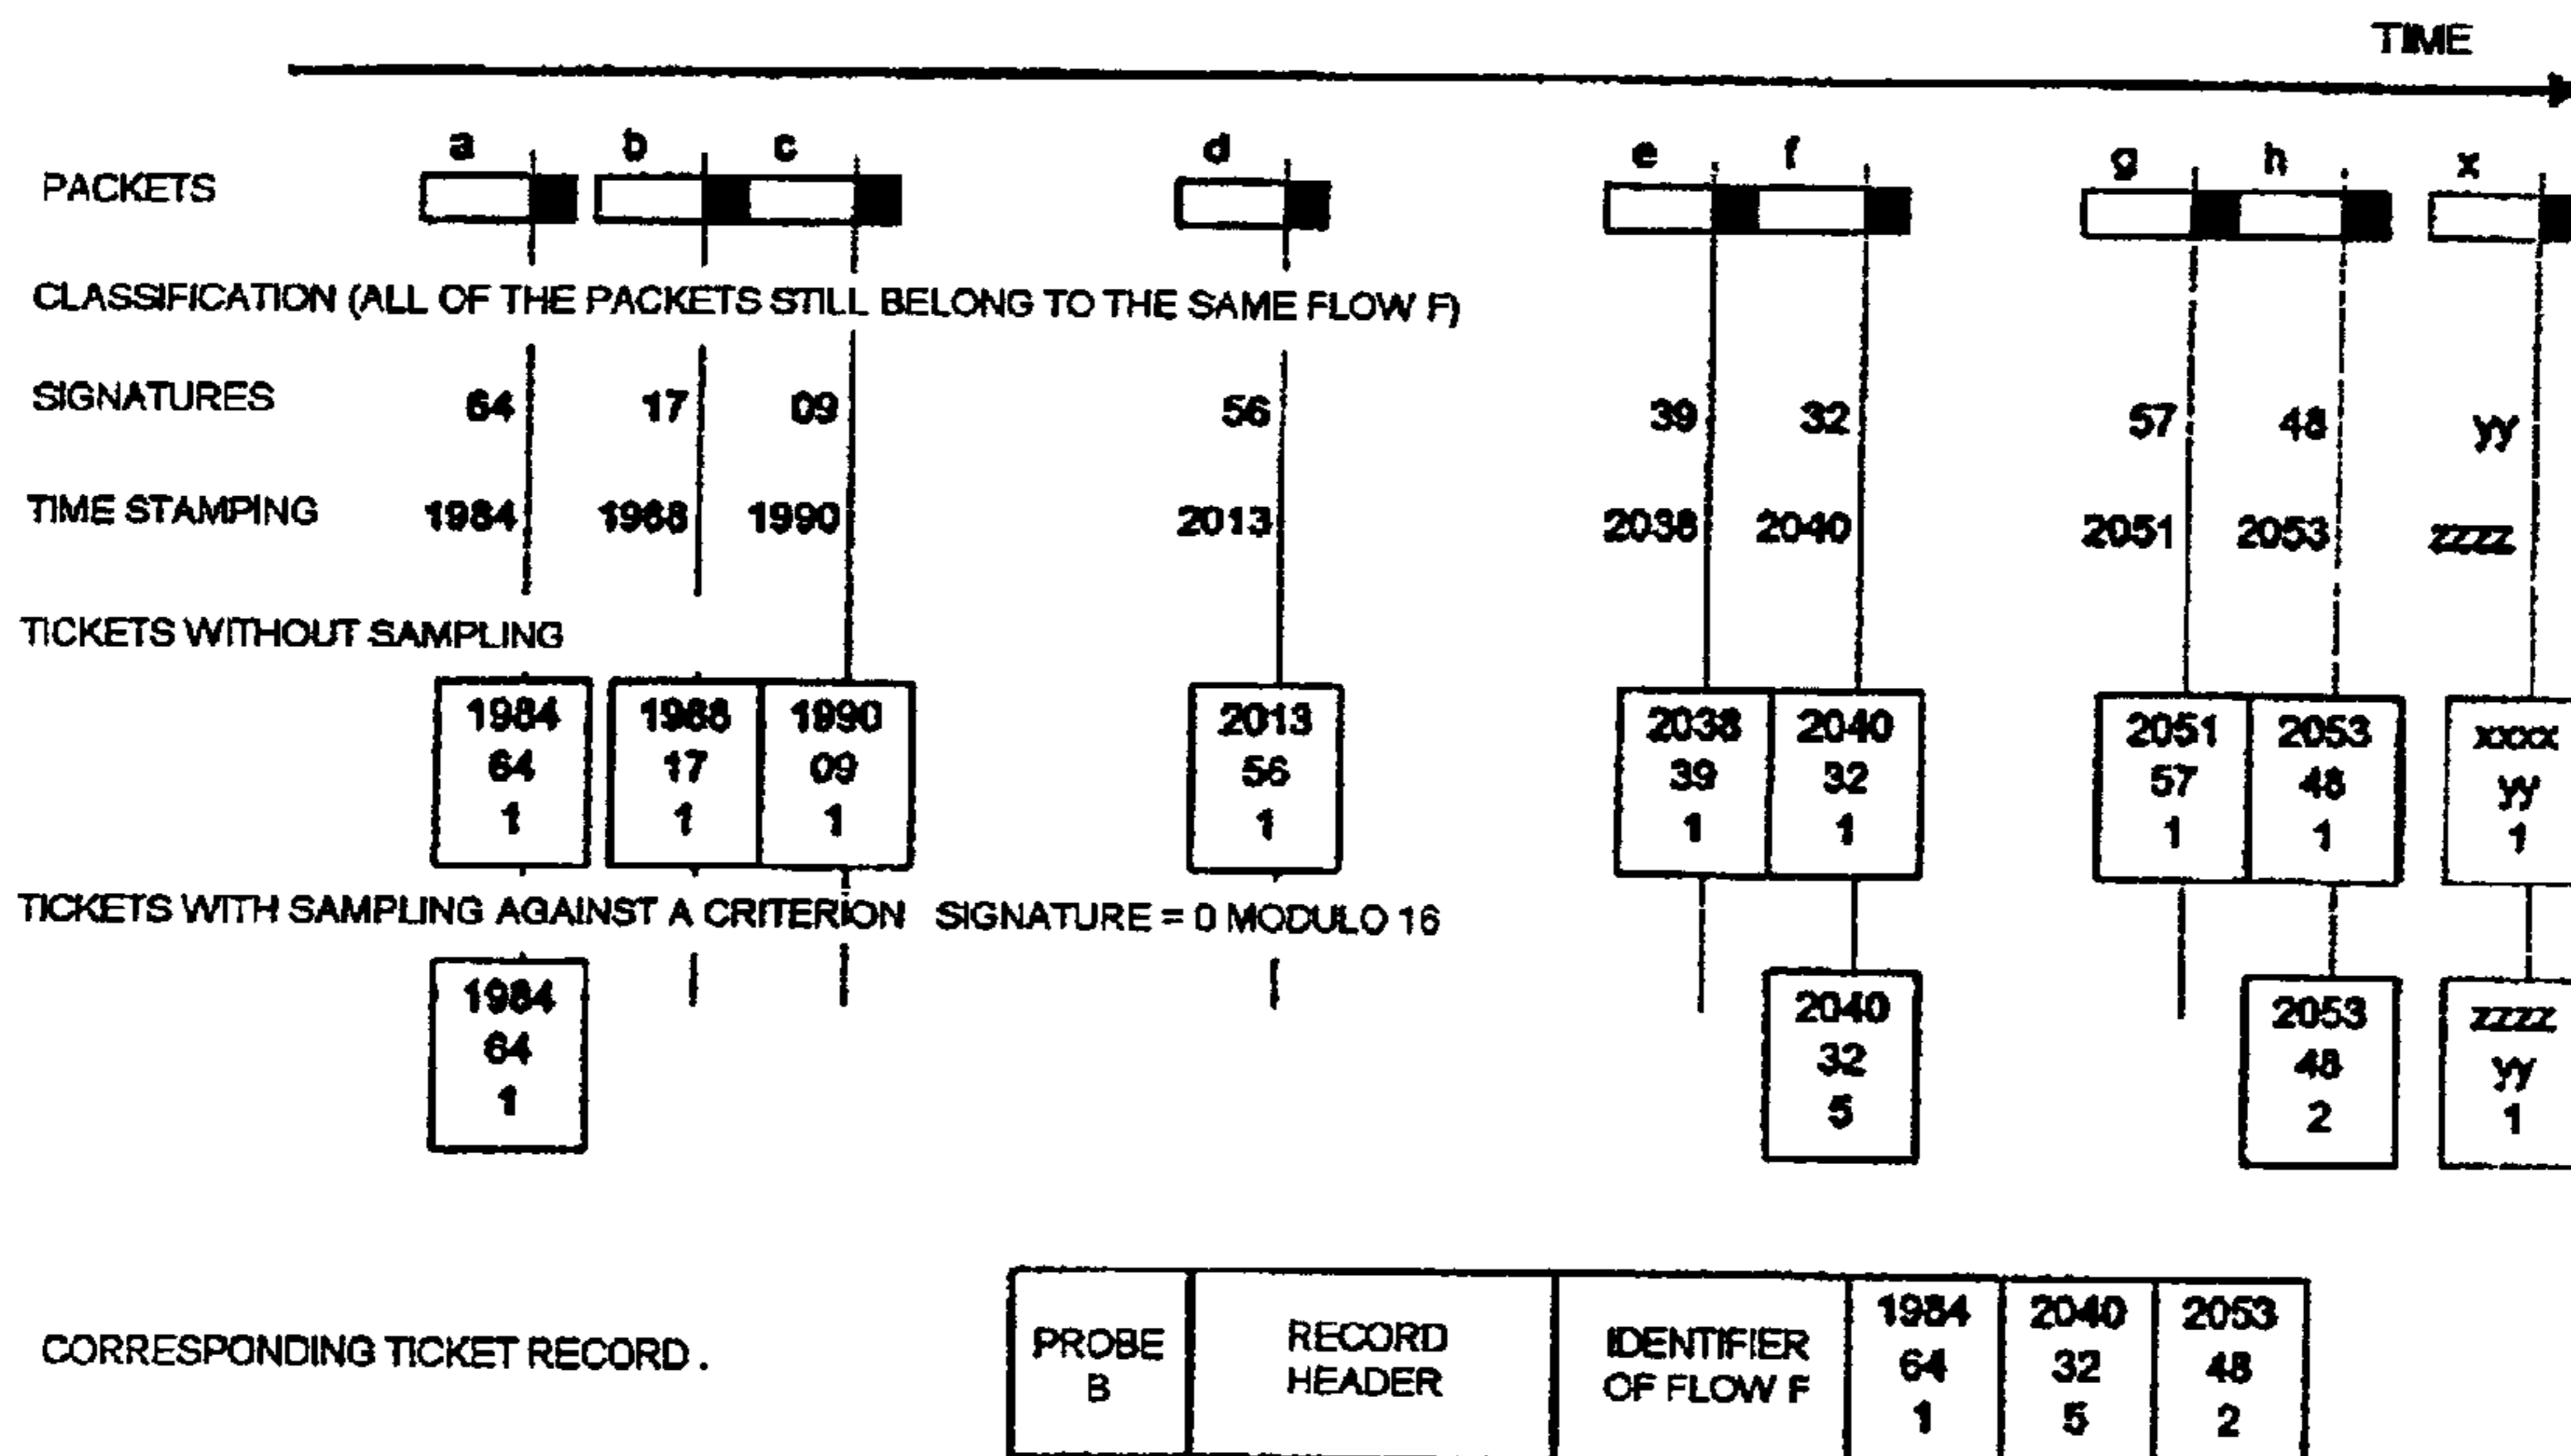 TIME
a b c d e f g h x
PACKETS
CLASSIFICATION (ALL OF THE PACKETS STILL BELONG TO THE SAME FLOW F)
SIGNATURES 64 17 09 56 39 32 57 48 yy
TIME STAMPING 1984 1988 1990 2013 2038 2040 2051 2053 zzzz
TICKETS WITHOUT SAMPLING
1984 1988 1990 2013 2038 2040 2051 2053 xxxx
64 17 09 56 39 32 57 48 yy
1 1 1 1 1 1 1 1 1
TICKETS WITH SAMPLING AGAINST A CRITERION SIGNATURE = 0 MODULO 16
1984 2040 2053 zzzz
64 32 48 yy
1 5 2 1
CORRESPONDING TICKET RECORD .
PROBE
B
RECORD
HEADER
IDENTIFIER
OF FLOW F
1984 2040 2053
64 32 48
1 5 2